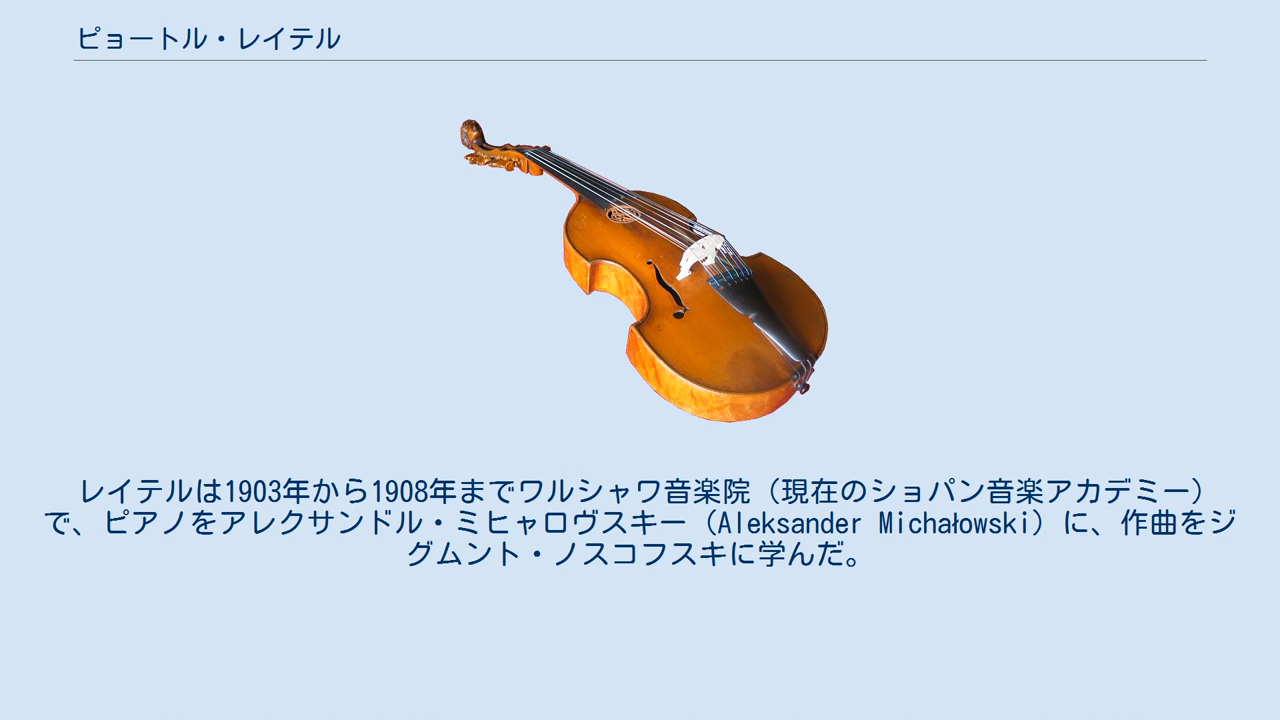 ピョートル・レイテル
レイテルは1903年から1908年までワルシャワ音楽院（現在のショパン音楽アカデミー）
で、ピアノをアレクサンドル・ミヒャロヴスキー（Aleksander Michałowski）に、作曲をジ
グムント・ノスコフスキに学んだ。